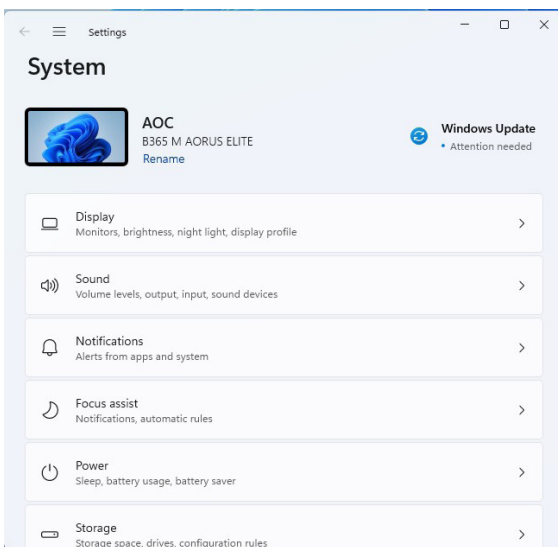 Settings
System
AOC
B365 M AORUS ELITE
Rename
Windows Update
• Attention needed
Display
Monitors, brightness, night light, display profile
Sound
Volume levels, output, input, sound devices
Notifications
Alerts from apps and system
Focus assist
Notifications, automatic rules
Power
Sleep, battery usage, battery saver
Storage
Storage space, drives, configuration rules